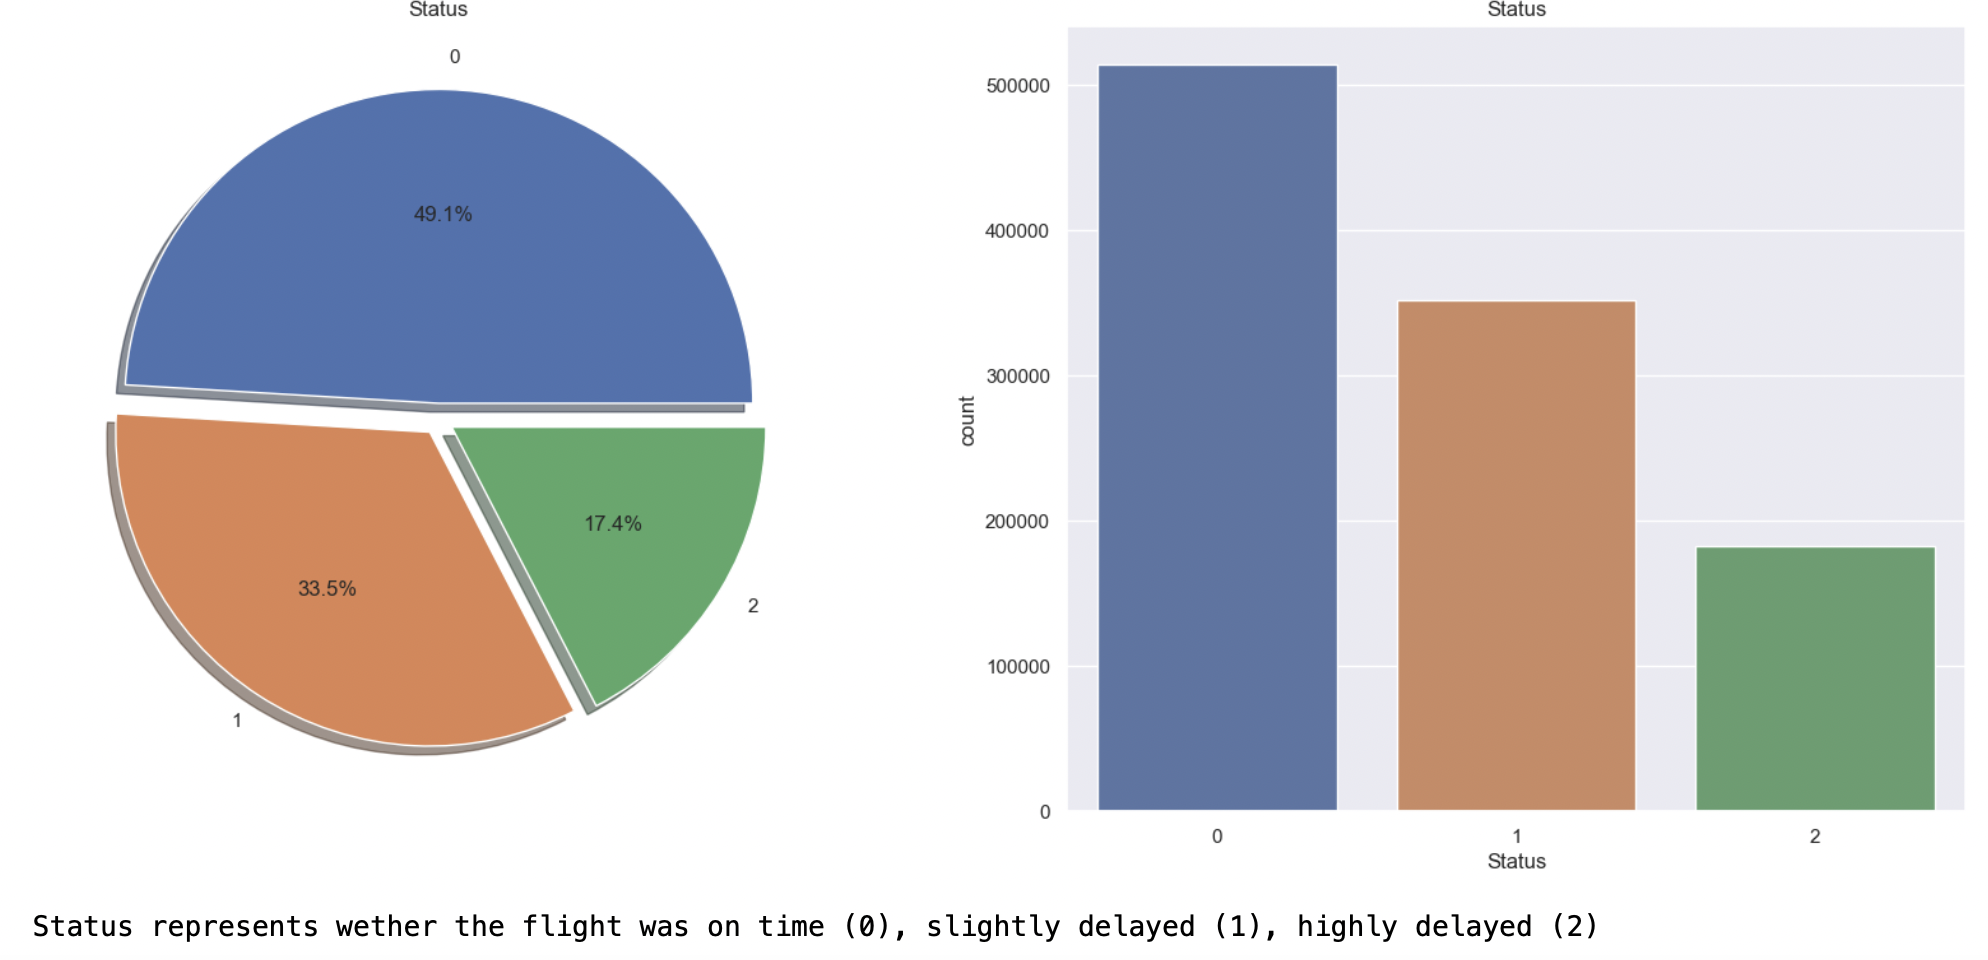 Status
0
49.1%
33.5%
17.4%
1
2
Status
500000
400000
300000
200000
100000
0
count
0 1 2
Status
Status represents wether the flight was on time (0), slightly delayed (1), highly delayed (2)